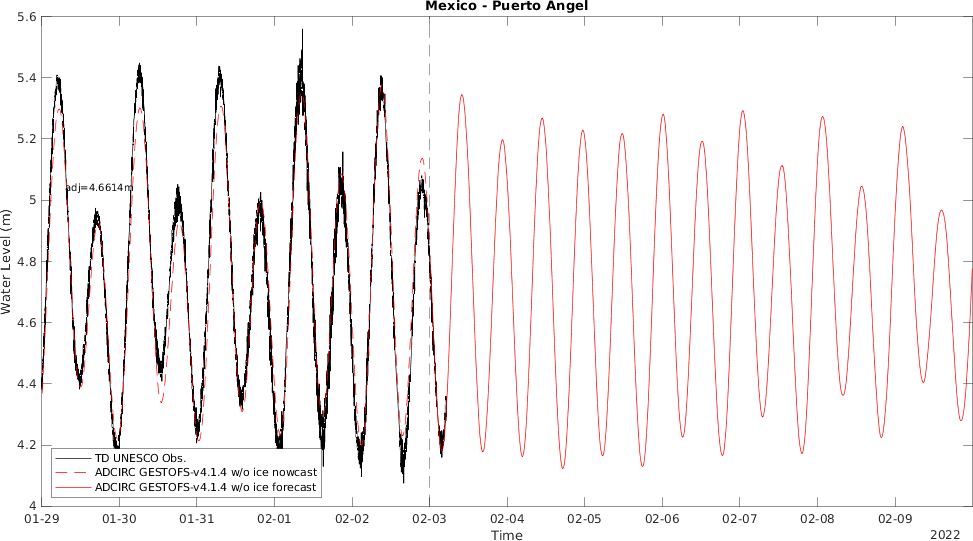 Mexico - Puerto Angel
5.6
5.4
5.2
5
4.8
4.6
4.4
4.2
4
Water Level (m)
adj=4.6614m
TD UNESCO Obs.
ADCIRC GESTOFS-v4.1.4 w/o ice nowcast
ADCIRC GESTOFS-v4.1.4 w/o ice forecast
01-29 01-30 01-31 02-01 02-02 02-03 02-04 02-05 02-06 02-07 02-08 02-09
Time
2022